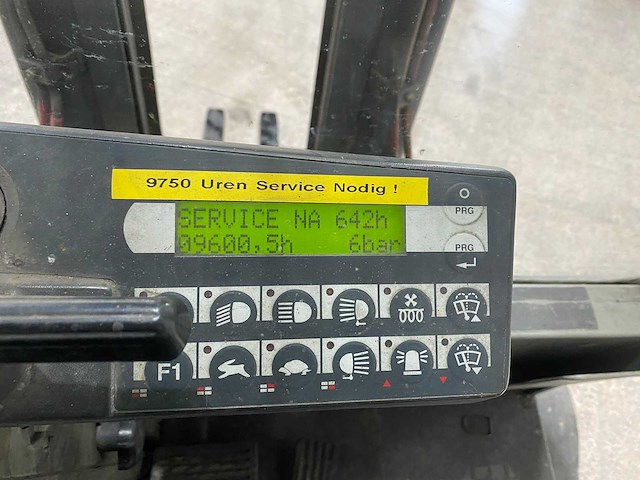 9750 Uren Service Nodig !
SERVICE NA 642h
09600,5h 6bar
PRG
PRG
F1